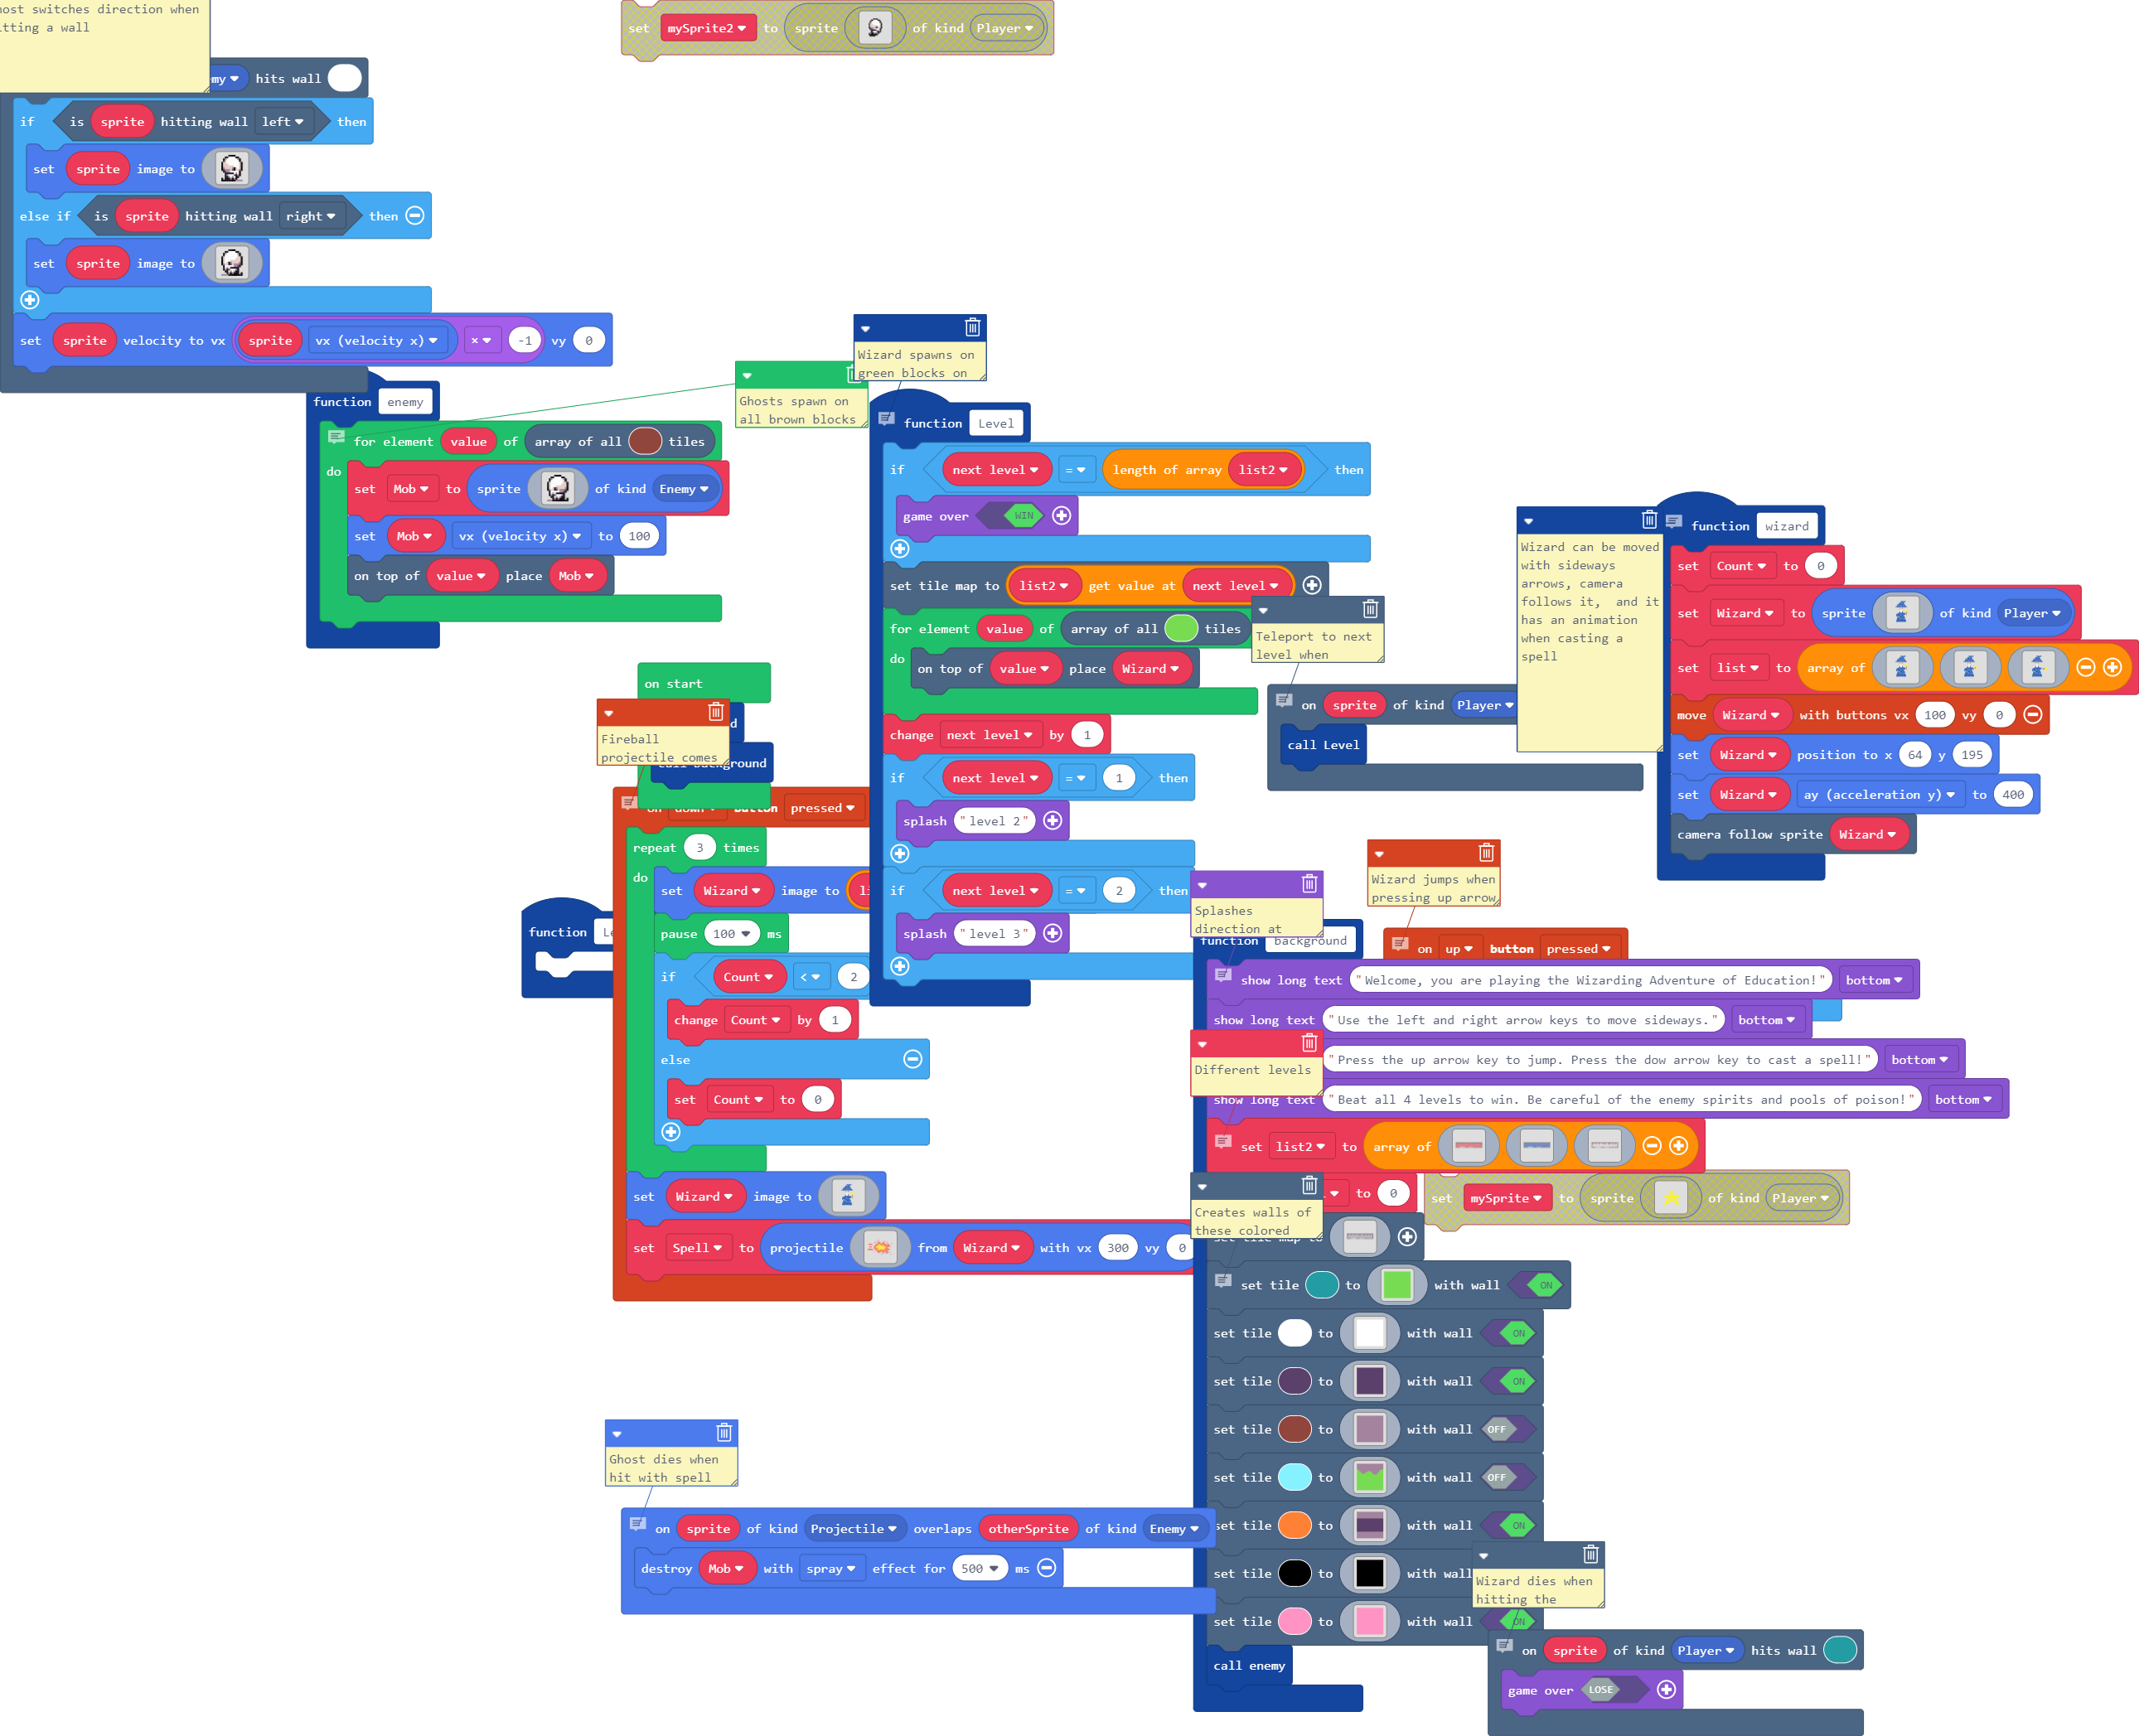 host switches direction when
hitting a wall
hits wall
if is sprite hitting wall left then
set sprite image to
else if is sprite hitting wall right then
set sprite image to
set sprite velocity to vx sprite vx (velocity x) × -1 vy 0
set mySprite2 to sprite of kind Player
function enemy
for element value of array of all tiles
do
set Mob to sprite of kind Enemy
set Mob vx (velocity x) to 100
on top of value place Mob
Ghosts spawn on
all brown blocks
Wizard spawns on
green blocks on
function Level
if next level = length of array list2 then
game over WIN
set tile map to list2 get value at next level
for element value of array of all tiles
do
on top of value place Wizard
change next level by 1
if next level = 1 then
splash "level 2"
if next level = 2 then
splash "level 3"
Teleport to next
level when
on sprite of kind Player
call Level
Wizard can be moved
with sideways
arrows, camera
follows it, and it
has an animation
when casting a
spell
function wizard
set Count to 0
set Wizard to sprite of kind Player
set list to array of
move Wizard with buttons vx 100 vy 0
set Wizard position to x 64 y 195
set Wizard ay (acceleration y) to 400
camera follow sprite Wizard
on start
Fireball
projectile comes
call background
on down button pressed
repeat 3 times
do
set Wizard image to
pause 100 ms
if Count < 2
change Count by 1
else
set Count to 0
set Wizard image to
set Spell to projectile from Wizard with vx 300 vy 0
function
Wizard jumps when
pressing up arrow
on up button pressed
Splashes
direction at
function background
show long text "Welcome, you are playing the Wizarding Adventure of Education!" bottom
show long text "Use the left and right arrow keys to move sideways." bottom
"Press the up arrow key to jump. Press the dow arrow key to cast a spell!" bottom
Different levels
show long text "Beat all 4 levels to win. Be careful of the enemy spirits and pools of poison!" bottom
set list2 to array of
to 0
set mySprite to sprite of kind Player
Creates walls of
these colored
set tile map to
set tile to with wall ON
set tile to with wall ON
set tile to with wall ON
set tile to with wall OFF
set tile to with wall OFF
set tile to with wall ON
set tile to with wall
set tile to with wall ON
call enemy
Ghost dies when
hit with spell
on sprite of kind Projectile overlaps otherSprite of kind Enemy
destroy Mob with spray effect for 500 ms
Wizard dies when
hitting the
on sprite of kind Player hits wall
game over LOSE